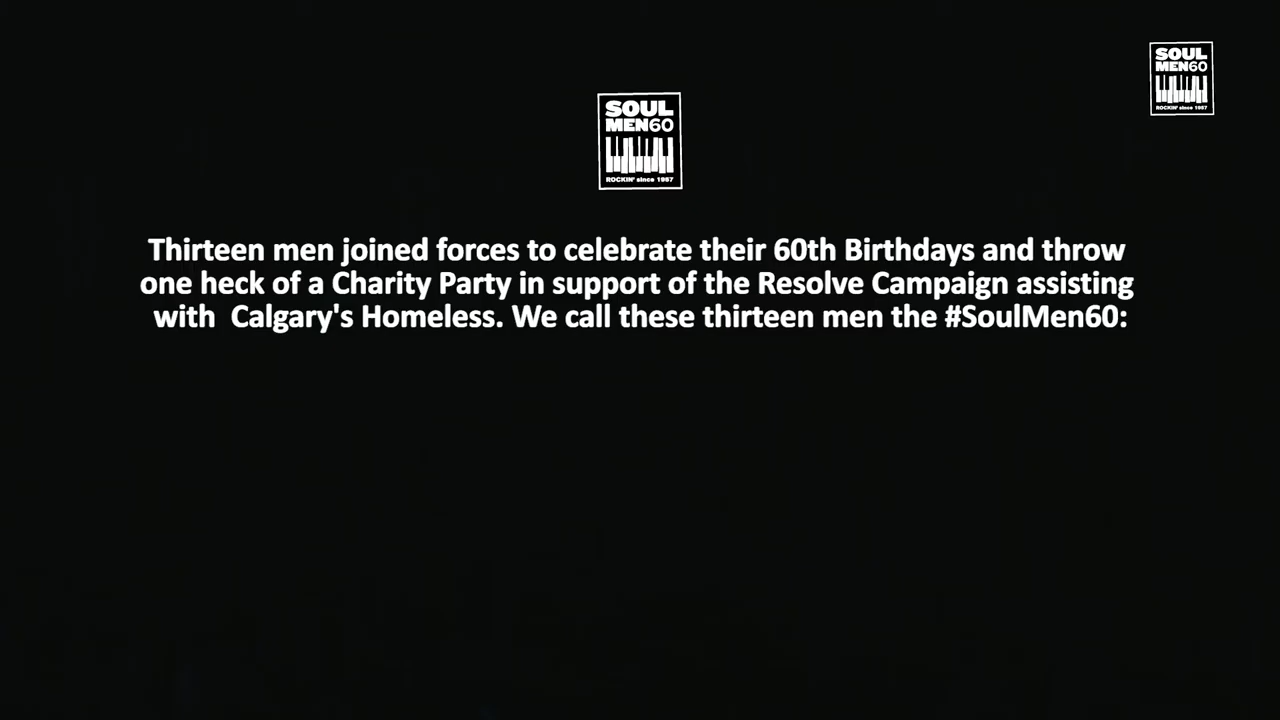 SOUL
MEN60
ROCKIN' since 1957
SOUL
MEN60
ROCKIN' since 1957
Thirteen men joined forces to celebrate their 60th Birthdays and throw
one heck of a Charity Party in support of the Resolve Campaign assisting
with  Calgary's Homeless. We call these thirteen men the #SoulMen60: